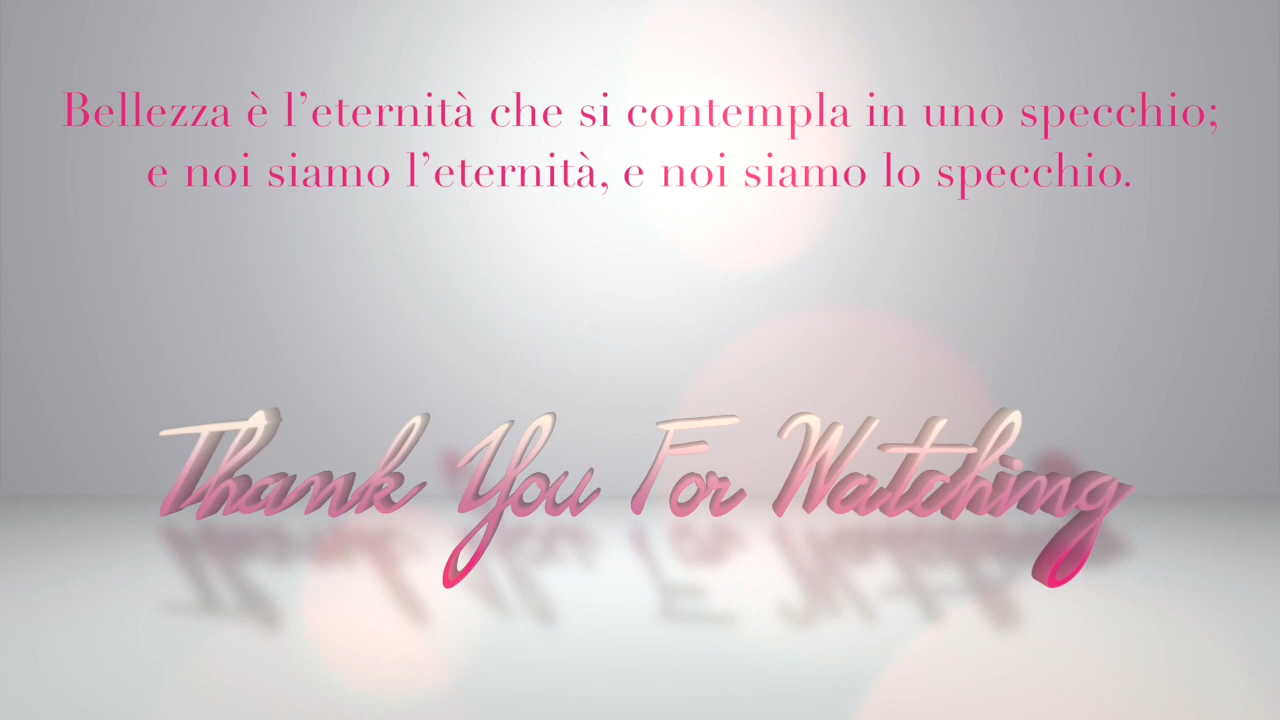 Bellezza è l’eternità che si contempla in uno specchio;
e noi siamo l’eternità, e noi siamo lo specchio.
Thank You For Watching